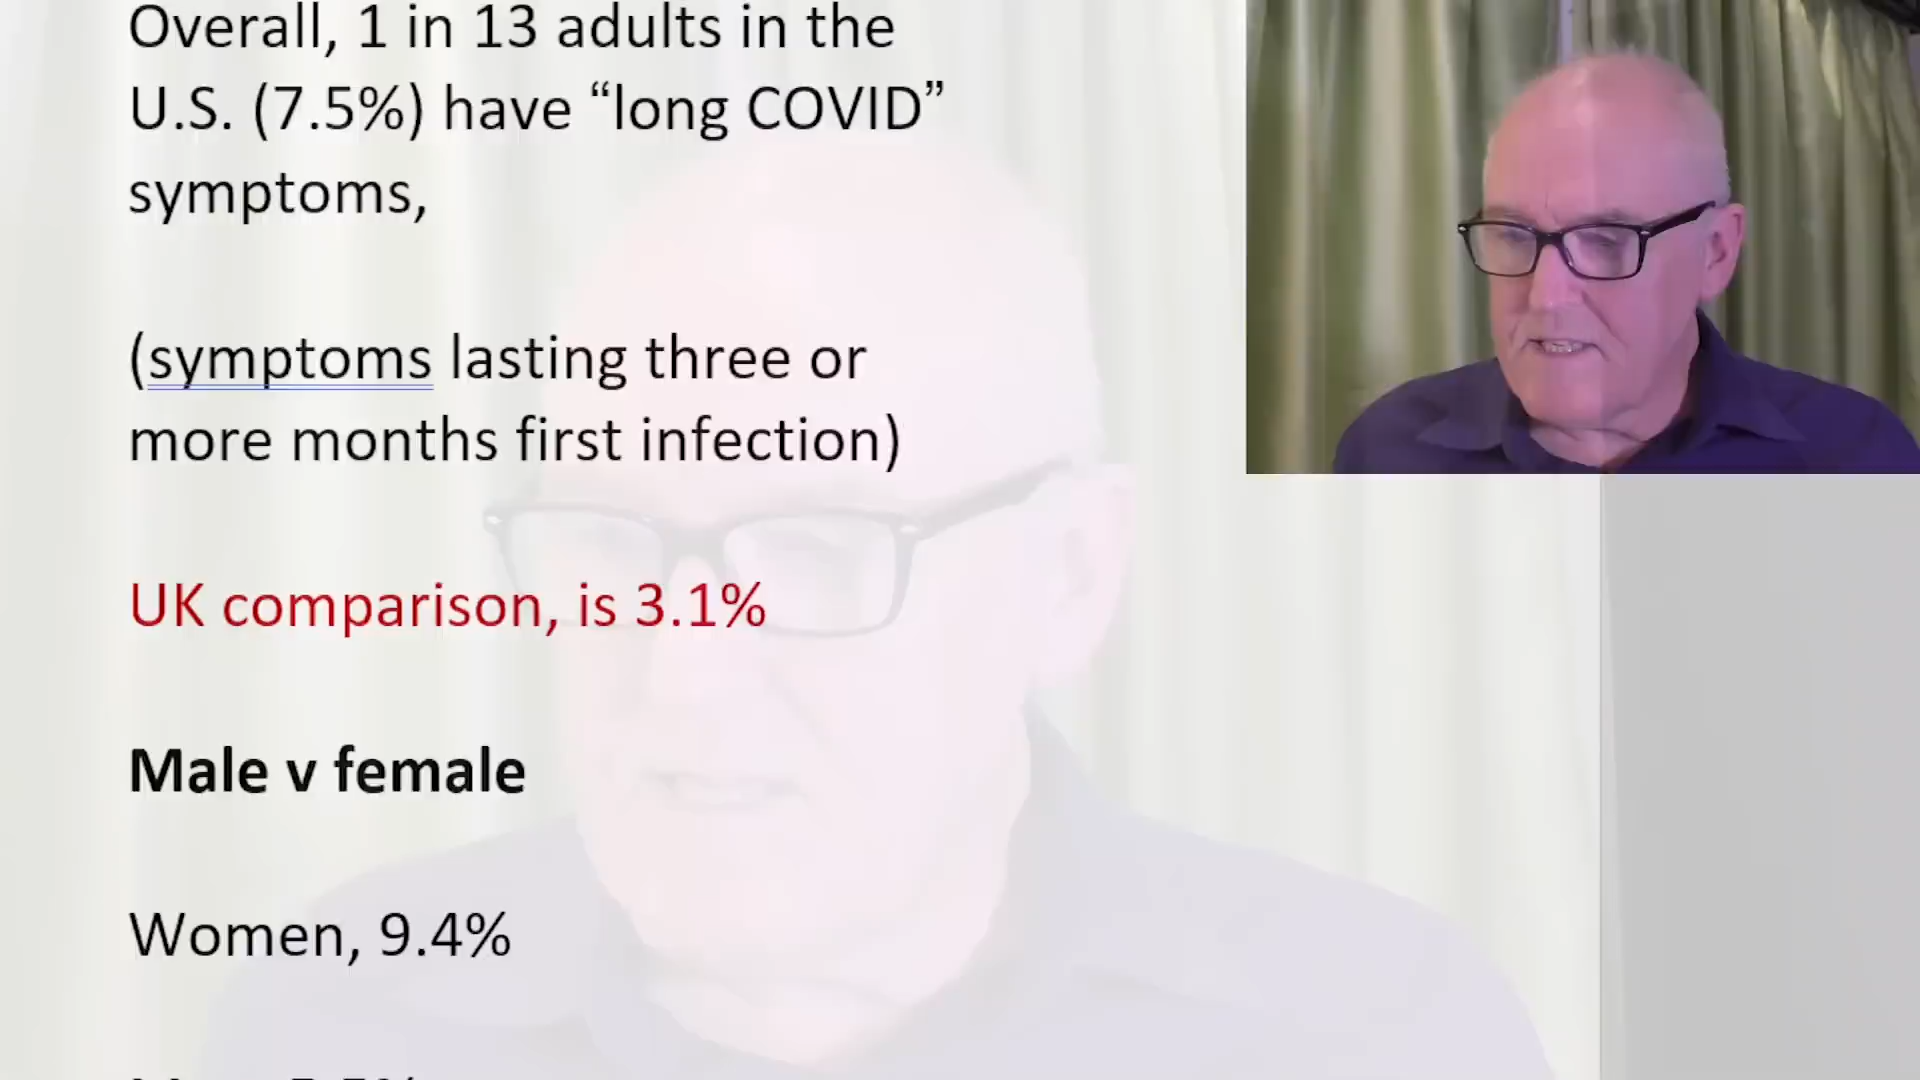 Overall, 1 in 13 adults in the
U.S. (7.5%) have “long COVID”
symptoms,
(symptoms lasting three or
more months first infection)
UK comparison, is 3.1%
Male v female
Women, 9.4%